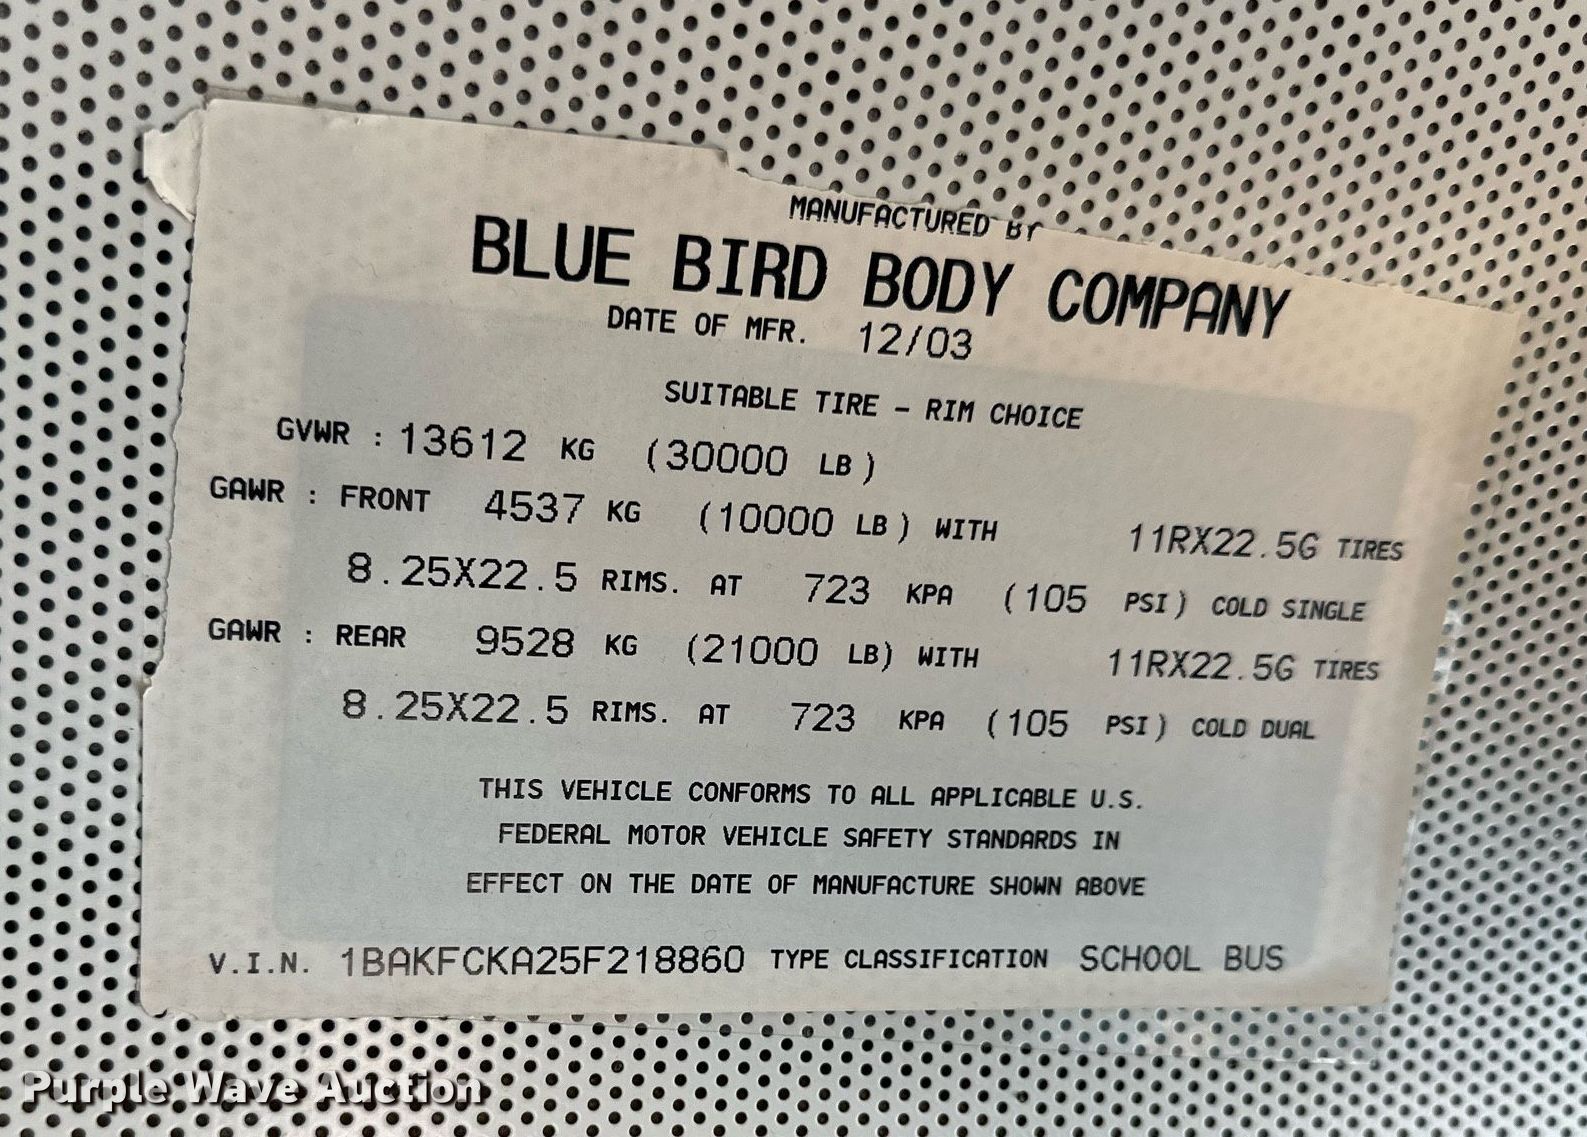 MANUFACTURED BY
BLUE BIRD BODY COMPANY
DATE OF MFR. 12/03
SUITABLE TIRE - RIM CHOICE
GVWR : 13612 KG (30000 LB)
GAWR : FRONT 4537 KG (10000 LB) WITH 11RX22.5G TIRES
8.25X22.5 RIMS. AT 723 KPA (105 PSI) COLD SINGLE
GAWR : REAR 9528 KG (21000 LB) WITH 11RX22.5G TIRES
8.25X22.5 RIMS. AT 723 KPA (105 PSI) COLD DUAL
THIS VEHICLE CONFORMS TO ALL APPLICABLE U.S.
FEDERAL MOTOR VEHICLE SAFETY STANDARDS IN
EFFECT ON THE DATE OF MANUFACTURE SHOWN ABOVE
V.I.N. 1BAKFCKA25F218860 TYPE CLASSIFICATION SCHOOL BUS
Purple Wave Auction